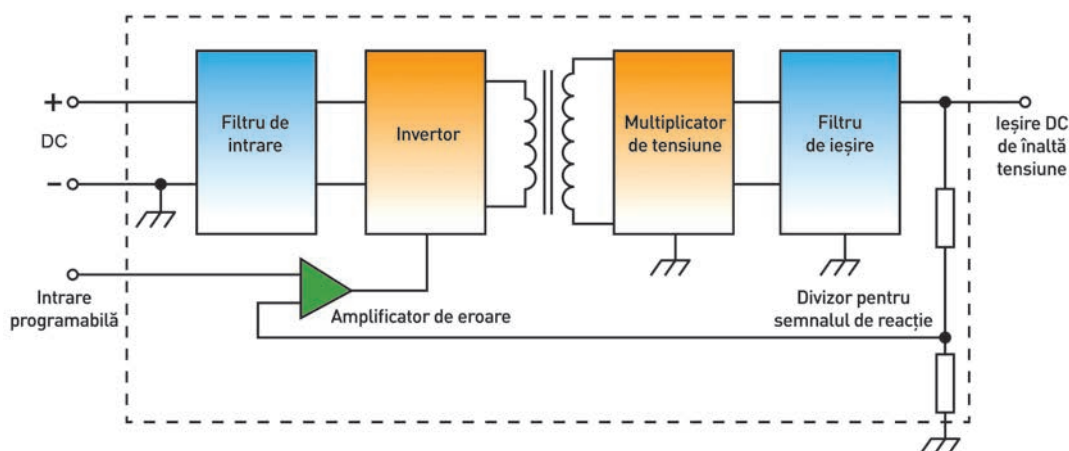 +
DC
-
Filtru de
intrare
Invertor
Multiplicator
de tensiune
Filtru
de ieșire
Ieșire DC
de înaltă
tensiune
Intrare
programabilă
Amplificator de eroare
Divizor pentru
semnalul de reacție